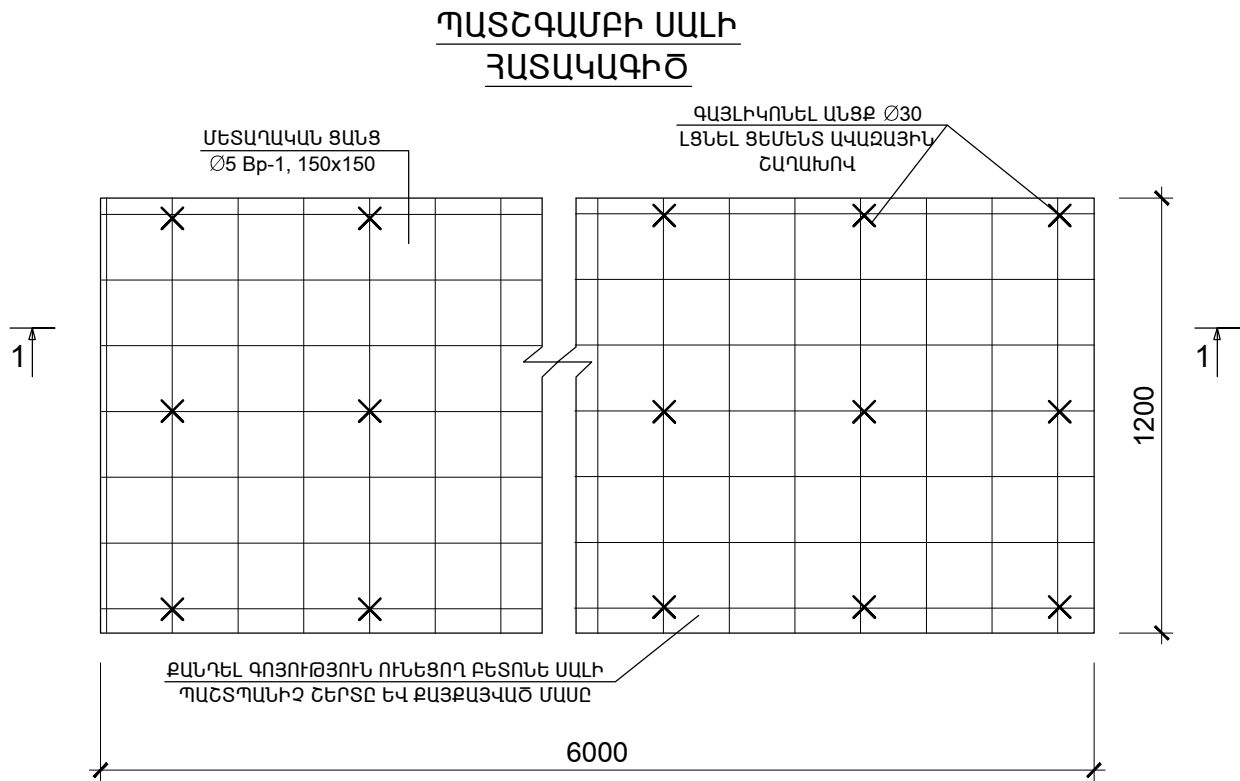 ՊԱՏՇԳԱՄԲԻ ՍԱԼԻ
ՀԱՏԱԿԱԳԻԾ
ՄԵՏԱՂԱԿԱՆ ՑԱՆՑ
∅5 Bp-1, 150x150
ԳԱՅԼԻԿՈՆԵԼ ԱՆՑՔ ∅30
ԼՑՆԵԼ ՑԵՄԵՆՏ ԱՎԱԶԱՅԻՆ
ՇԱՂԱԽՈՎ
1
1
1200
ՔԱՆԴԵԼ ԳՈՅՈՒԹՅՈՒՆ ՈՒՆԵՑՈՂ ԲԵՏՈՆԵ ՍԱԼԻ
ՊԱՇՏՊԱՆԻՉ ՇԵՐՏԸ ԵՎ ՔԱՅՔԱՅՎԱԾ ՄԱՍԸ
6000